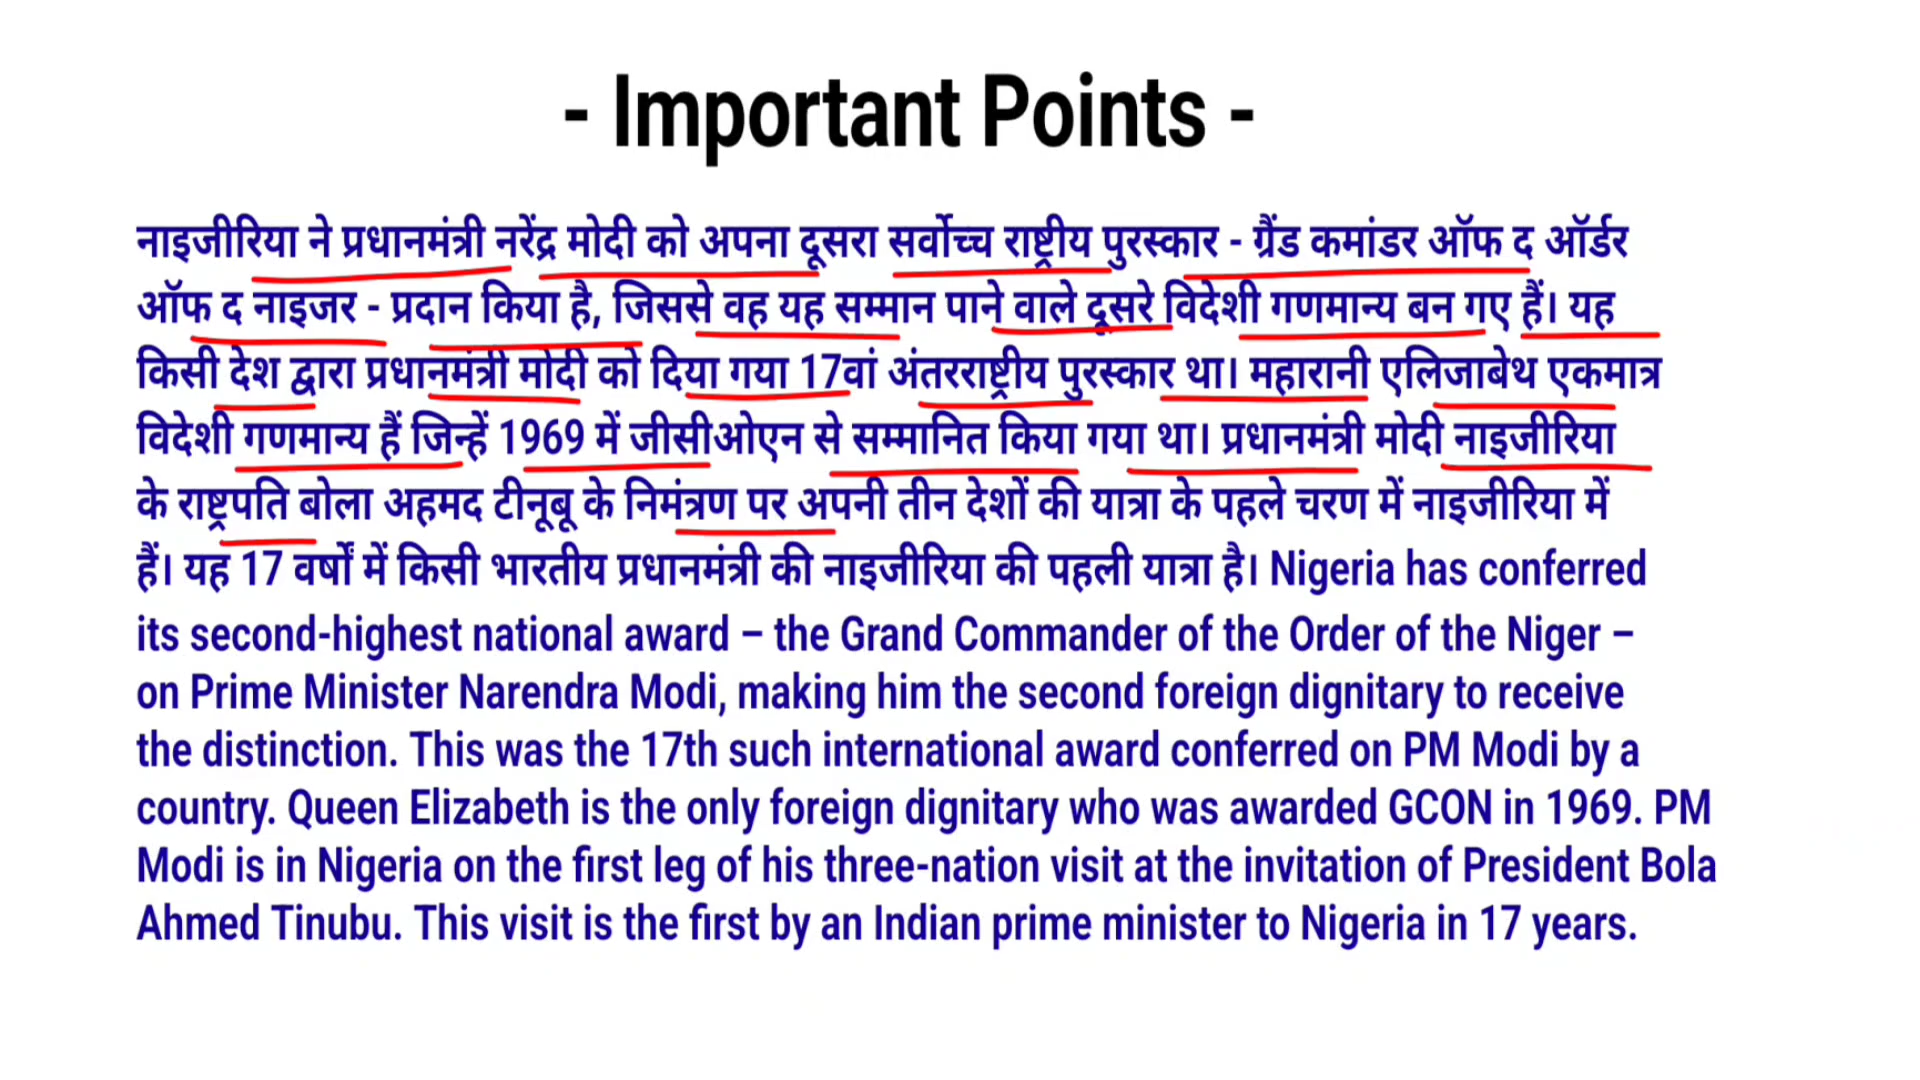 - Important Points -
नाइजीरिया ने प्रधानमंत्री नरेंद्र मोदी को अपना दूसरा सर्वोच्च राष्ट्रीय पुरस्कार - ग्रैंड कमांडर ऑफ द ऑर्डर
ऑफ द नाइजर - प्रदान किया है, जिससे वह यह सम्मान पाने वाले दूसरे विदेशी गणमान्य बन गए हैं। यह
किसी देश द्वारा प्रधानमंत्री मोदी को दिया गया 17वां अंतरराष्ट्रीय पुरस्कार था। महारानी एलिजाबेथ एकमात्र
विदेशी गणमान्य हैं जिन्हें 1969 में जीसीओएन से सम्मानित किया गया था। प्रधानमंत्री मोदी नाइजीरिया
के राष्ट्रपति बोला अहमद टीनूबू के निमंत्रण पर अपनी तीन देशों की यात्रा के पहले चरण में नाइजीरिया में
हैं। यह 17 वर्षों में किसी भारतीय प्रधानमंत्री की नाइजीरिया की पहली यात्रा है। Nigeria has conferred
its second-highest national award – the Grand Commander of the Order of the Niger –
on Prime Minister Narendra Modi, making him the second foreign dignitary to receive
the distinction. This was the 17th such international award conferred on PM Modi by a
country. Queen Elizabeth is the only foreign dignitary who was awarded GCON in 1969. PM
Modi is in Nigeria on the first leg of his three-nation visit at the invitation of President Bola
Ahmed Tinubu. This visit is the first by an Indian prime minister to Nigeria in 17 years.